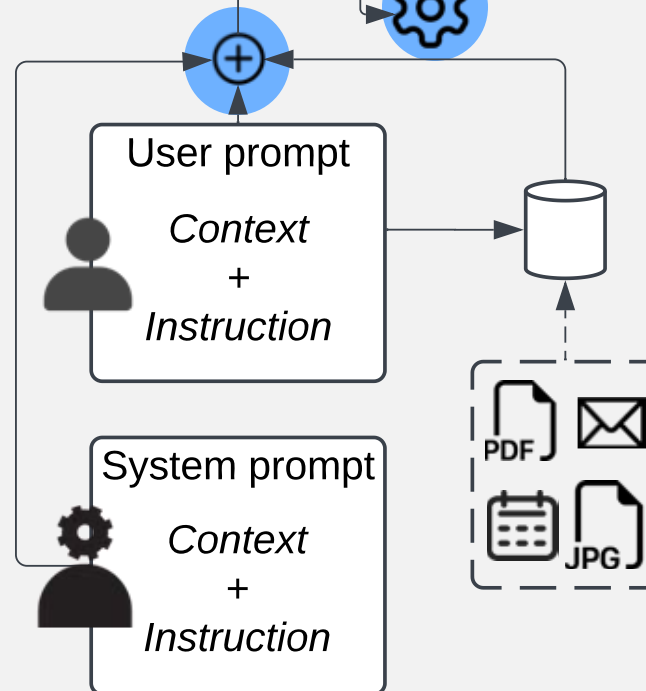 User prompt
Context
+
Instruction
PDF
JPG
System prompt
Context
+
Instruction